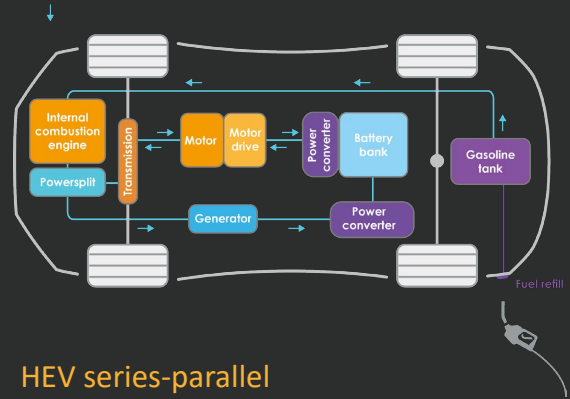 Internal
combustion
engine
Powersplit
Transmission
Motor
Motor
drive
Power
converter
Battery
bank
Gasoline
tank
Generator
Power
converter
Fuel refill
HEV series-parallel